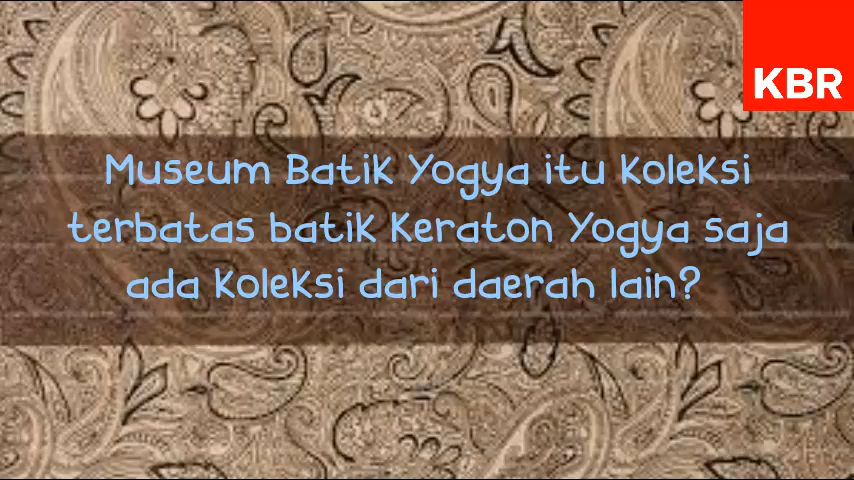 KBR
Museum Batik Yogya itu koleksi
terbatas batik Keraton Yogya saja
ada koleksi dari daerah lain?